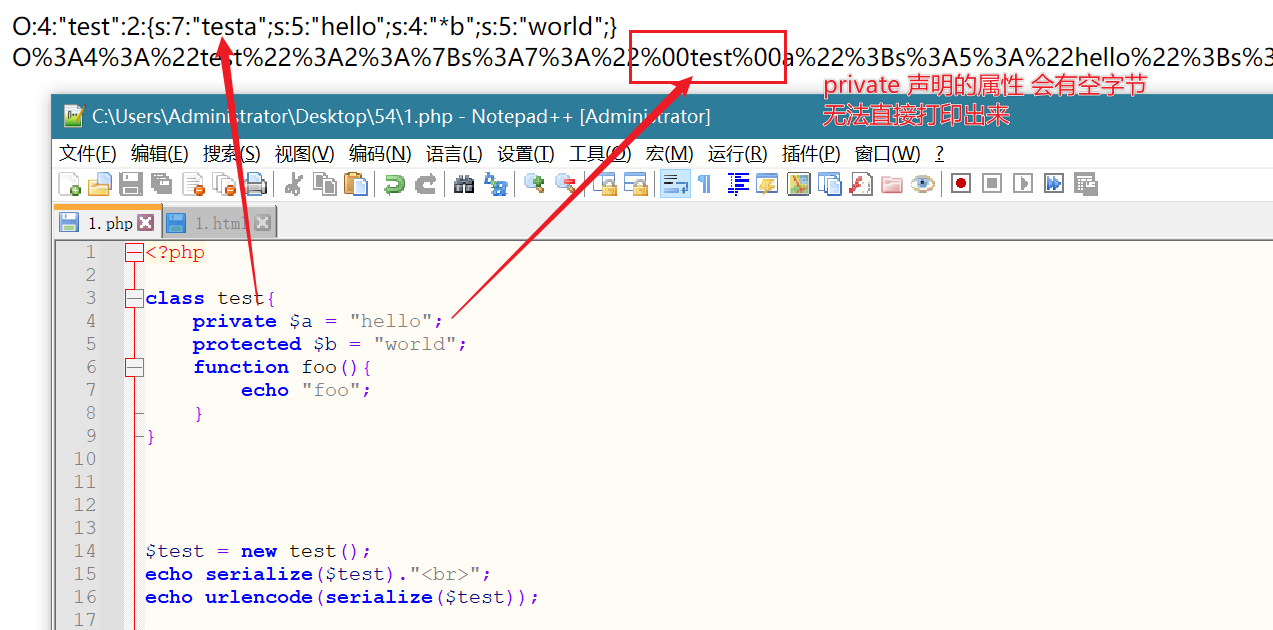 O:4:"test":2:{s:7:"testa";s:5:"hello";s:4:"*b";s:5:"world";}
O%3A4%3A%22test%22%3A2%3A%7Bs%3A7%3A%22%00test%00a%22%3Bs%3A5%3A%22hello%22%3Bs%3
private 声明的属性 会有空字节
无法直接打印出来
C:\Users\Administrator\Desktop\54\1.php - Notepad++ [Administrator]
文件(F) 编辑(E) 搜索(S) 视图(V) 编码(N) 语言(L) 设置(T) 工具(O) 宏(M) 运行(R) 插件(P) 窗口(W) ?
1.php 1.html
1 <?php
2
3 class test{
4 private $a = "hello";
5 protected $b = "world";
6 function foo(){
7 echo "foo";
8 }
9 }
10
11
12
13
14 $test = new test();
15 echo serialize($test)."<br>";
16 echo urlencode(serialize($test));
17